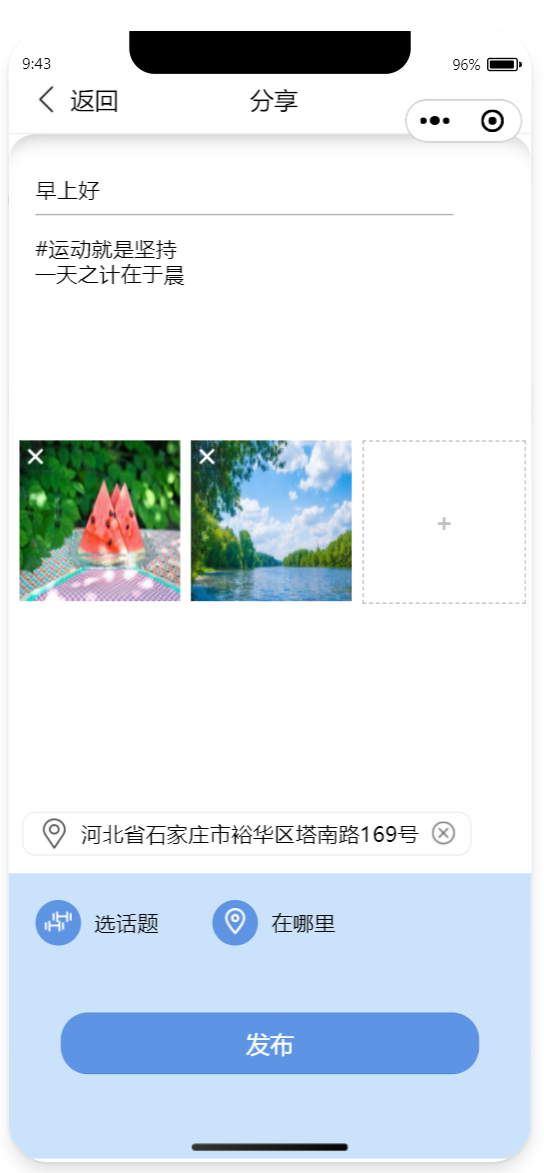 9:43
96%
返回
分享
早上好
#运动就是坚持
一天之计在于晨
河北省石家庄市裕华区塔南路169号
选话题
在哪里
发布